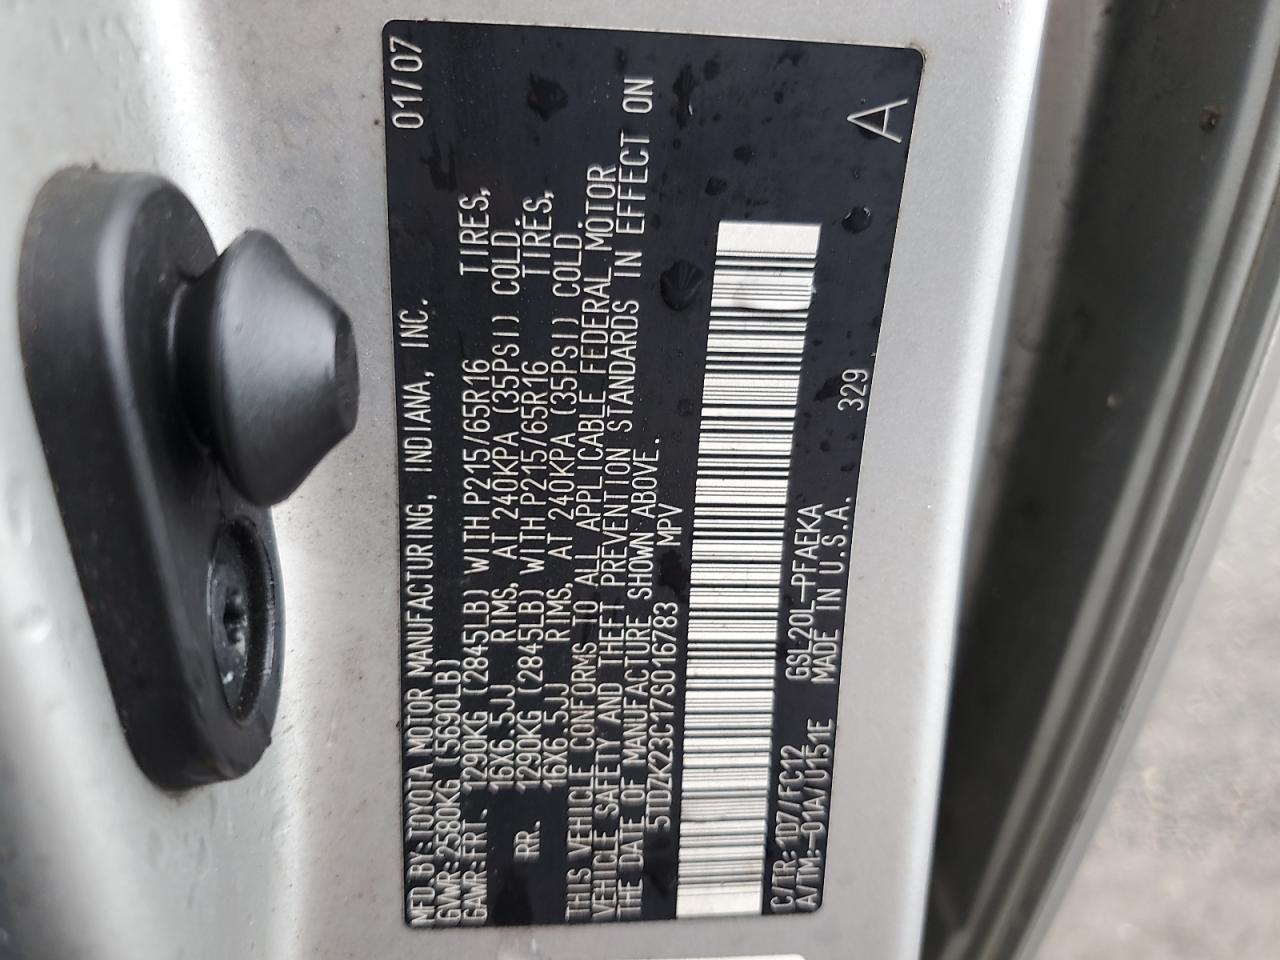 MFD. BY: TOYOTA MOTOR MANUFACTURING, INDIANA, INC. 01/07
GVWR: 2580KG (5690LB)
GAWR: FRT. 1290KG (2845LB) WITH P215/65R16 TIRES,
16X6.5JJ RIMS, AT 240KPA (35PSI) COLD.
RR. 1290KG (2845LB) WITH P215/65R16 TIRES,
16X6.5JJ RIMS, AT 240KPA (35PSI) COLD
THIS VEHICLE CONFORMS TO ALL APPLICABLE FEDERAL MOTOR
VEHICLE SAFETY AND THEFT PREVENTION STANDARDS IN EFFECT ON
THE DATE OF MANUFACTURE SHOWN ABOVE.
5TDZK23C17S016783 MPV
C/TR: 1D7/FC12 GSL20L-PFAEKA
A/TM: -01A/U151E MADE IN U.S.A. 329 A